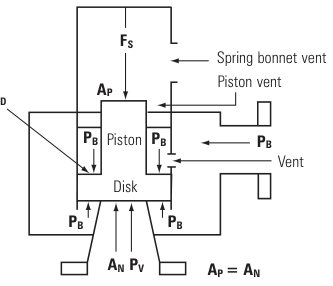 F_S
Spring bonnet vent
A_P
Piston vent
D
P_B Piston P_B
P_B
Vent
Disk
P_B P_B
A_N P_V
A_P = A_N